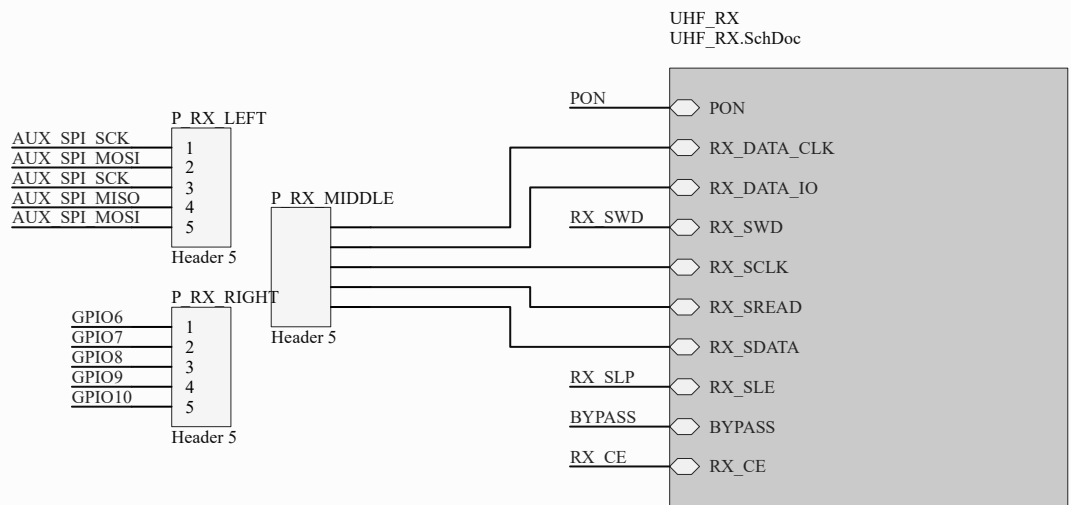 UHF_RX
UHF_RX.SchDoc
PON
PON
P_RX_LEFT
AUX_SPI_SCK
1
RX_DATA_CLK
AUX_SPI_MOSI
2
AUX_SPI_SCK
3
RX_DATA_IO
AUX_SPI_MISO
4
P_RX_MIDDLE
AUX_SPI_MOSI
5
RX_SWD
RX_SWD
Header 5
RX_SCLK
P_RX_RIGHT
RX_SREAD
GPIO6
1
GPIO7
2
Header 5
RX_SDATA
GPIO8
3
GPIO9
4
RX_SLP
RX_SLE
GPIO10
5
BYPASS
BYPASS
Header 5
RX_CE
RX_CE